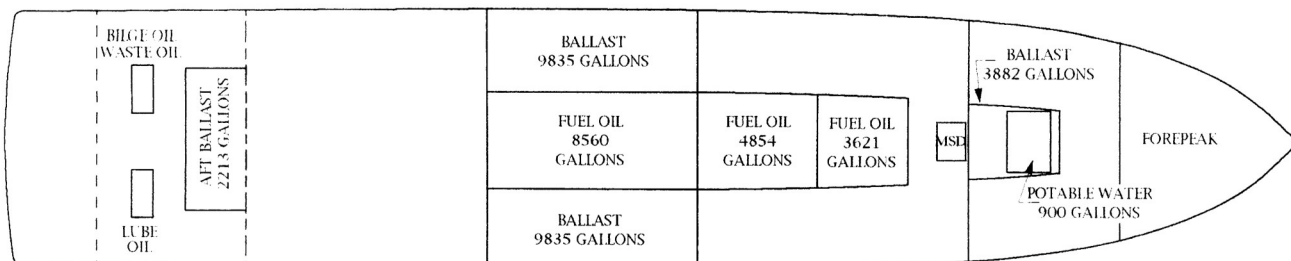 BILGE OIL
WASTE OIL
LUBE
OIL
AFT BALLAST
2213 GALLONS
BALLAST
9835 GALLONS
FUEL OIL
8560
GALLONS
BALLAST
9835 GALLONS
FUEL OIL
4854
GALLONS
FUEL OIL
3621
GALLONS
MSD
BALLAST
3882 GALLONS
POTABLE WATER
900 GALLONS
FOREPEAK